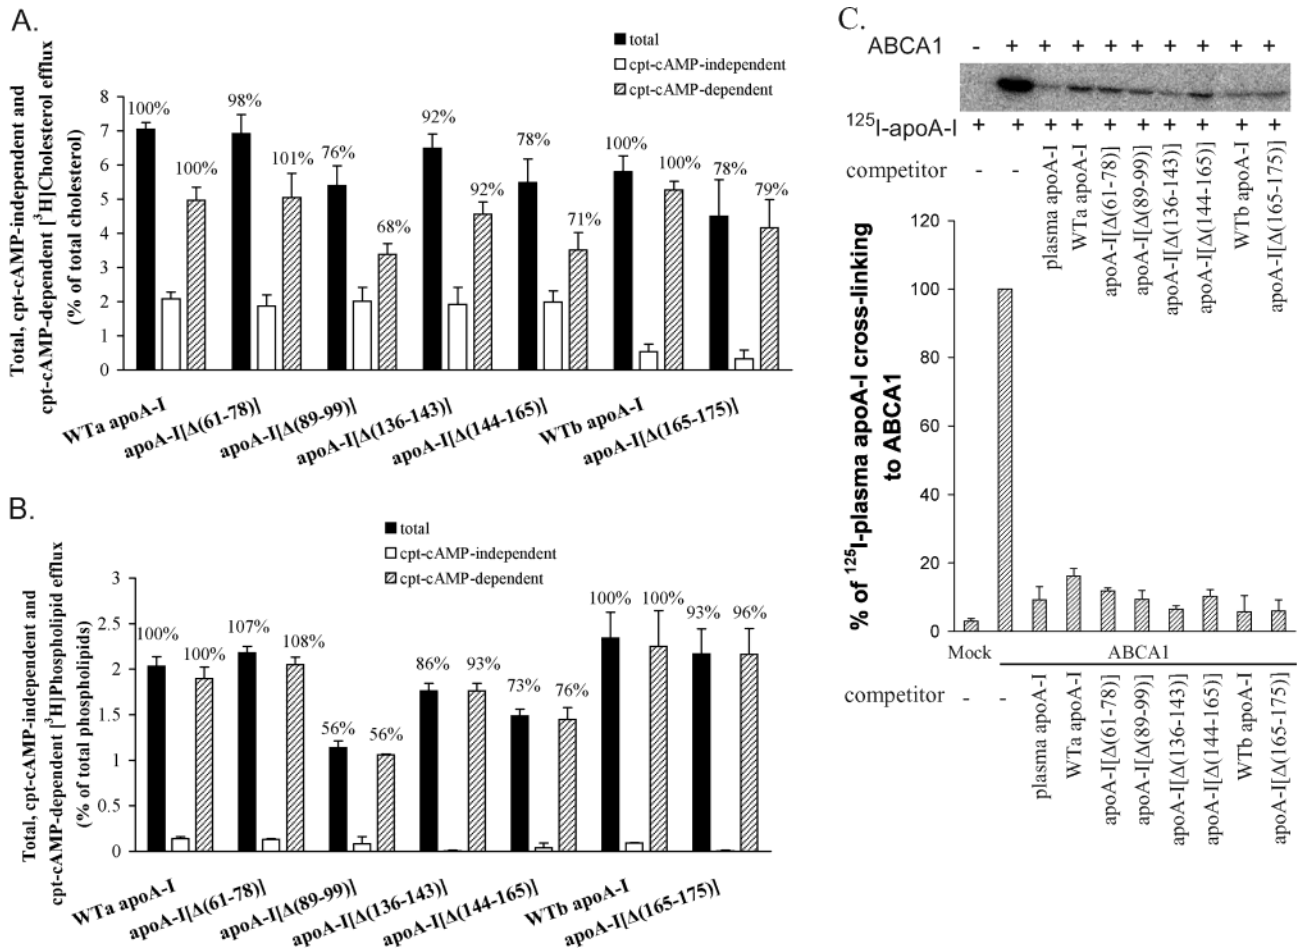 A.
Total, cpt-cAMP-independent and
cpt-cAMP-dependent [³H]Cholesterol efflux
(% of total cholesterol)
total
cpt-cAMP-independent
cpt-cAMP-dependent
8
7
6
5
4
3
2
1
0
100%
100%
98%
101%
76%
68%
92%
92%
78%
71%
100%
100%
78%
79%
WTa apoA-I
apoA-I[Δ(61-78)]
apoA-I[Δ(89-99)]
apoA-I[Δ(136-143)]
apoA-I[Δ(144-165)]
WTb apoA-I
apoA-I[Δ(165-175)]
B.
Total, cpt-cAMP-independent and
cpt-cAMP-dependent [³H]Phospholipid efflux
(% of total phospholipids)
total
cpt-cAMP-independent
cpt-cAMP-dependent
3
2.5
2
1.5
1
0.5
0
100%
100%
107%
108%
56%
56%
86%
93%
73%
76%
100%
100%
93%
96%
WTa apoA-I
apoA-I[Δ(61-78)]
apoA-I[Δ(89-99)]
apoA-I[Δ(136-143)]
apoA-I[Δ(144-165)]
WTb apoA-I
apoA-I[Δ(165-175)]
C.
ABCA1 - + + + + + + + + +
¹²⁵I-apoA-I + + + + + + + + + +
competitor - -
plasma apoA-I
WTa apoA-I
apoA-I[Δ(61-78)]
apoA-I[Δ(89-99)]
apoA-I[Δ(136-143)]
apoA-I[Δ(144-165)]
WTb apoA-I
apoA-I[Δ(165-175)]
% of ¹²⁵I-plasma apoA-I cross-linking
to ABCA1
120
100
80
60
40
20
0
Mock ABCA1
competitor - -
plasma apoA-I
WTa apoA-I
apoA-I[Δ(61-78)]
apoA-I[Δ(89-99)]
apoA-I[Δ(136-143)]
apoA-I[Δ(144-165)]
WTb apoA-I
apoA-I[Δ(165-175)]